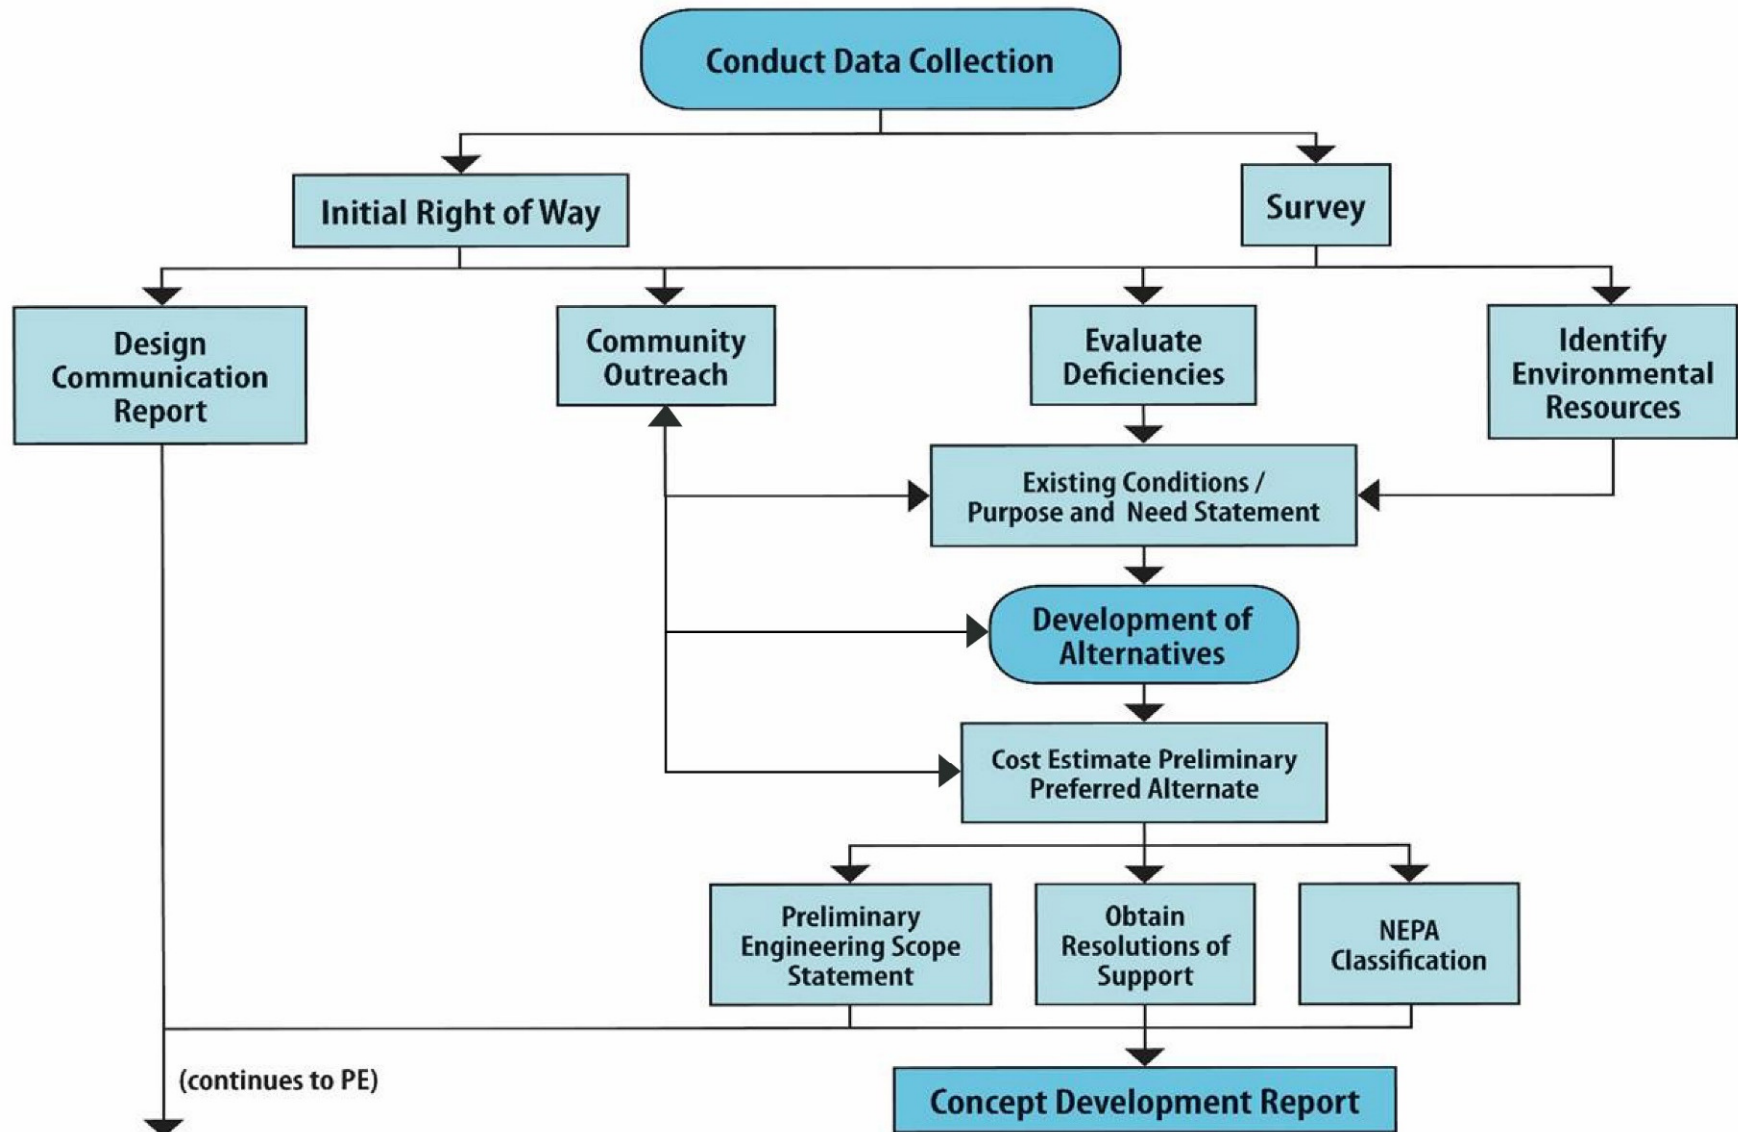 Conduct Data Collection
Initial Right of Way
Survey
Design
Communication
Report
Community
Outreach
Evaluate
Deficiencies
Identify
Environmental
Resources
Existing Conditions /
Purpose and Need Statement
Development of
Alternatives
Cost Estimate Preliminary
Preferred Alternate
Preliminary
Engineering Scope
Statement
Obtain
Resolutions of
Support
NEPA
Classification
(continues to PE)
Concept Development Report